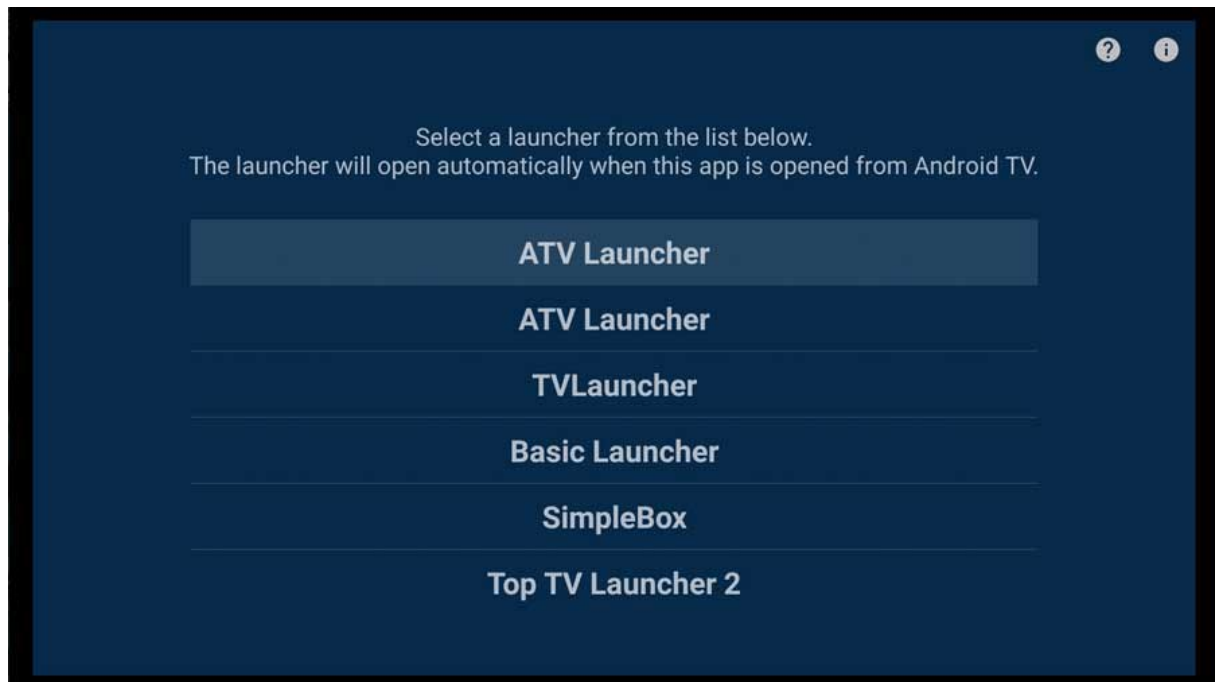 Select a launcher from the list below.
The launcher will open automatically when this app is opened from Android TV.
ATV Launcher
ATV Launcher
TVLauncher
Basic Launcher
SimpleBox
Top TV Launcher 2